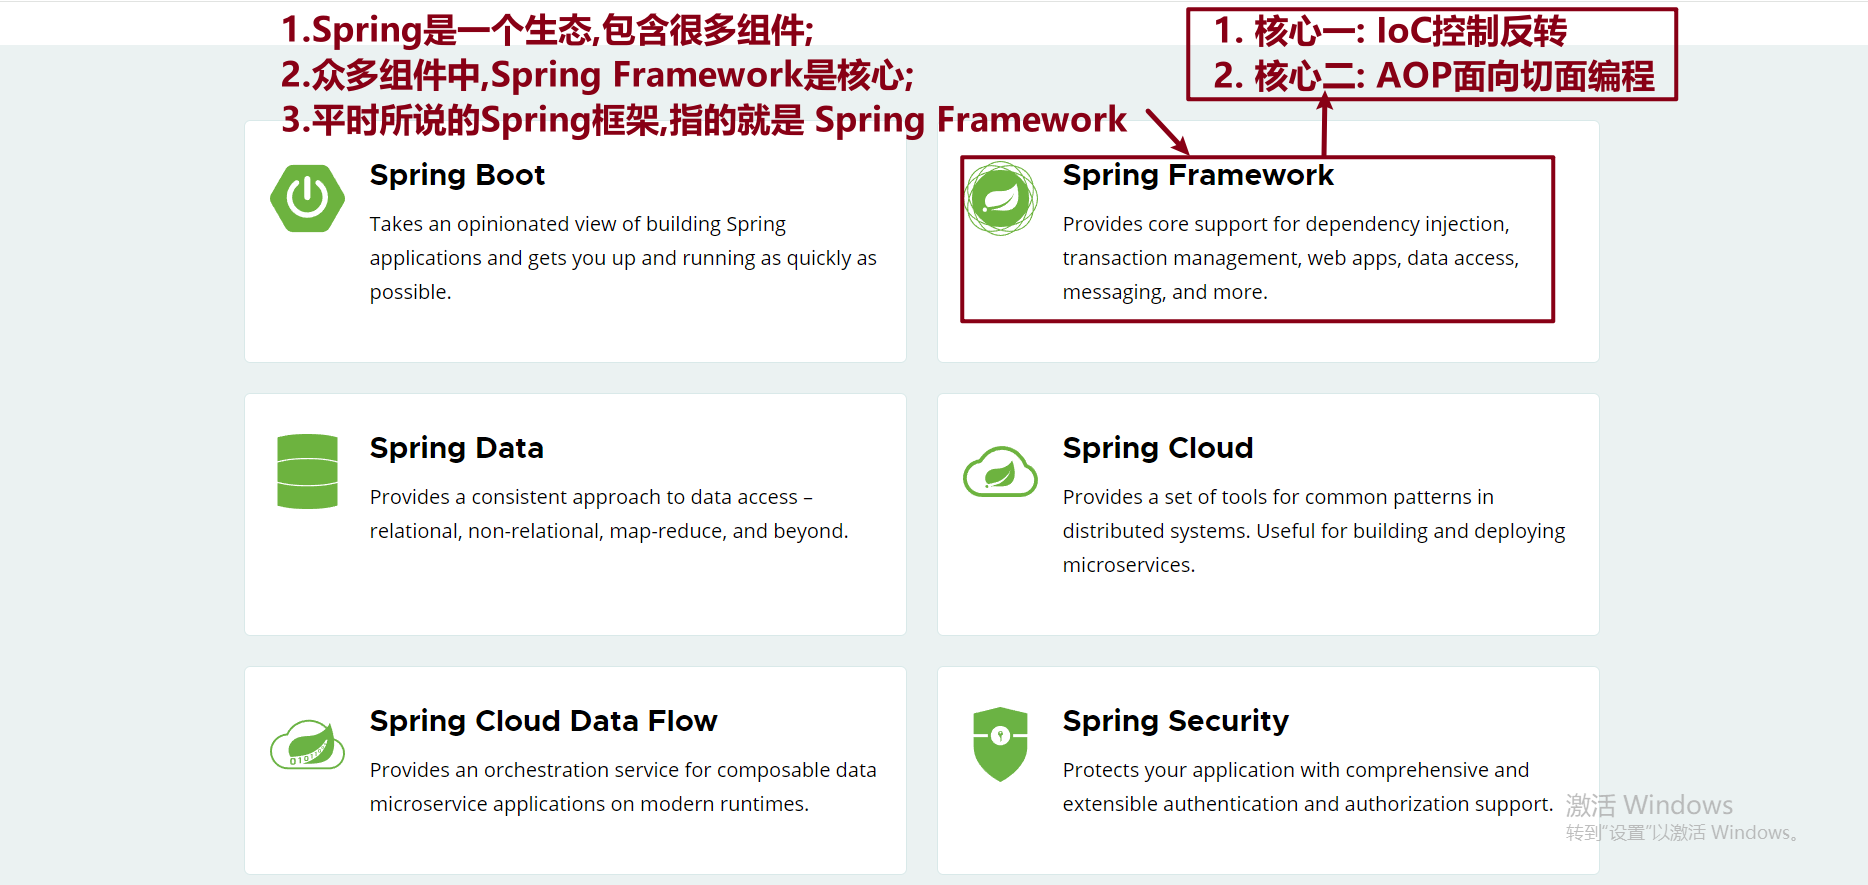 1.Spring是一个生态,包含很多组件;
2.众多组件中,Spring Framework是核心;
3.平时所说的Spring框架,指的就是 Spring Framework
1. 核心一: IoC控制反转
2. 核心二: AOP面向切面编程
Spring Boot
Takes an opinionated view of building Spring
applications and gets you up and running as quickly as
possible.
Spring Framework
Provides core support for dependency injection,
transaction management, web apps, data access,
messaging, and more.
Spring Data
Provides a consistent approach to data access –
relational, non-relational, map-reduce, and beyond.
Spring Cloud
Provides a set of tools for common patterns in
distributed systems. Useful for building and deploying
microservices.
Spring Cloud Data Flow
Provides an orchestration service for composable data
microservice applications on modern runtimes.
Spring Security
Protects your application with comprehensive and
extensible authentication and authorization support.
激活 Windows
转到"设置"以激活 Windows。